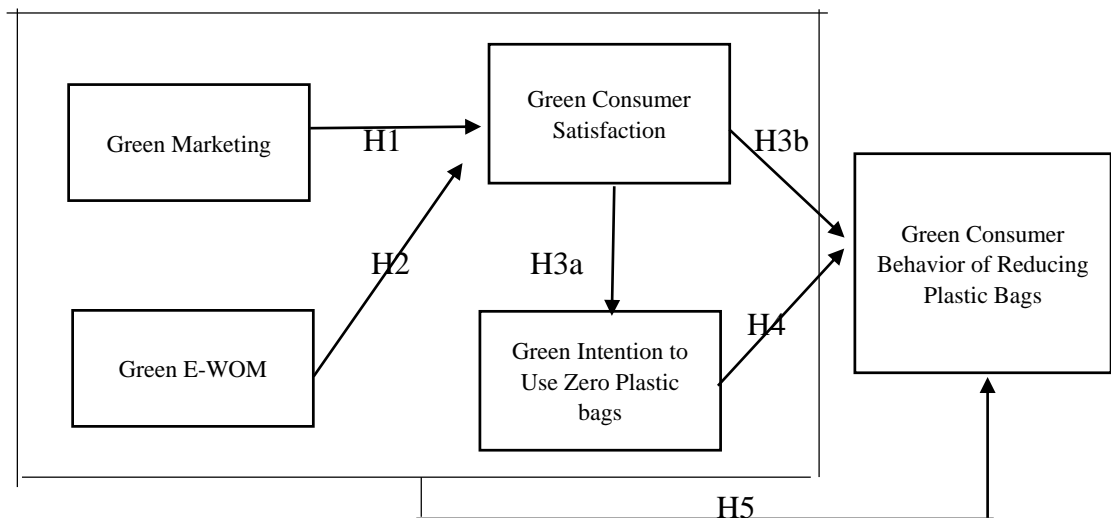 Green Marketing
H1
Green Consumer
Satisfaction
H3b
Green Consumer
Behavior of Reducing
Plastic Bags
H2
H3a
Green E-WOM
Green Intention to
Use Zero Plastic
bags
H4
H5